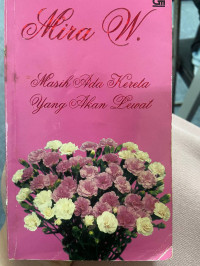 Mira W.
Masih Ada Kereta
Yang Akan Lewat